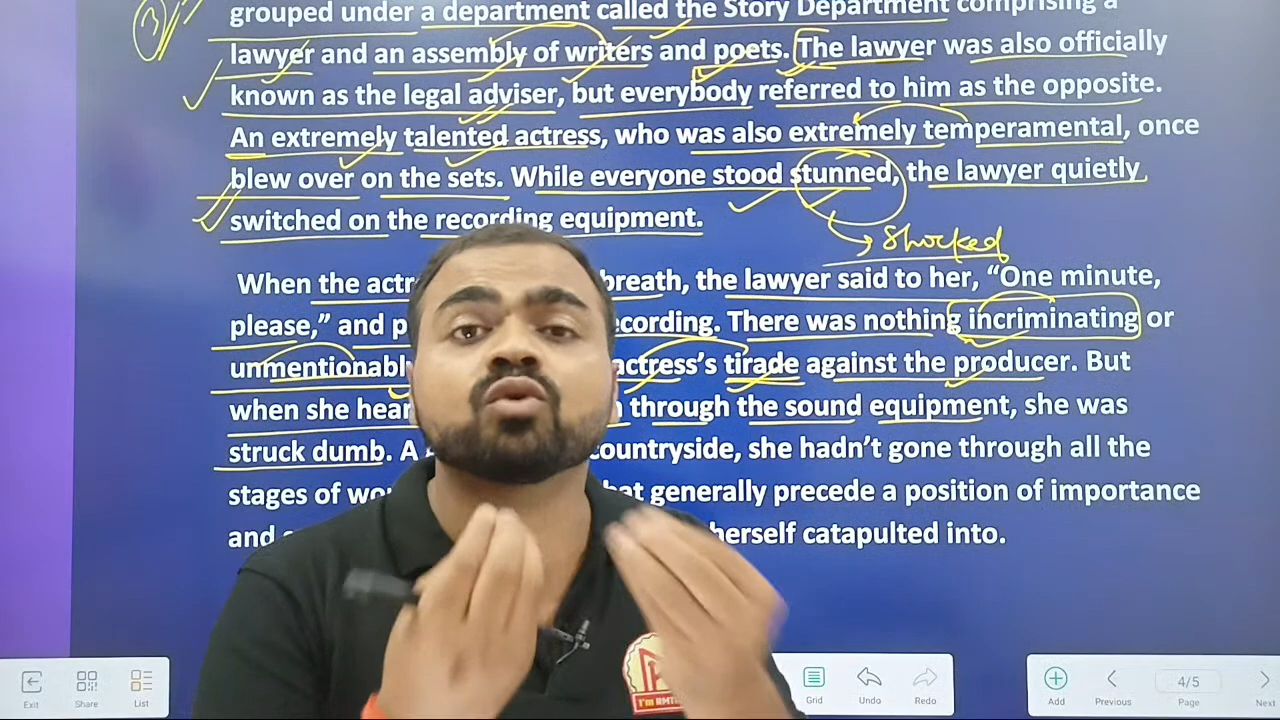 3
grouped under a department called the Story Department comprising a
lawyer and an assembly of writers and poets. The lawyer was also officially
known as the legal adviser, but everybody referred to him as the opposite.
An extremely talented actress, who was also extremely temperamental, once
blew over on the sets. While everyone stood stunned, the lawyer quietly
switched on the recording equipment.
Shocked
When the actr breath, the lawyer said to her, “One minute,
please,” and p ecording. There was nothing incriminating or
unmentionabl actress’s tirade against the producer. But
when she hear through the sound equipment, she was
struck dumb. A countryside, she hadn’t gone through all the
stages of wor hat generally precede a position of importance
and herself catapulted into.
I'm
Exit Share List Grid Undo Redo Add Previous 4/5 Page Next